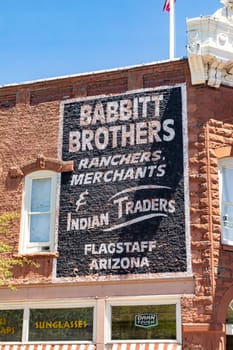 BABBITT
BROTHERS
RANCHERS,
MERCHANTS
& INDIAN TRADERS
FLAGSTAFF
ARIZONA
SUNGLASSES